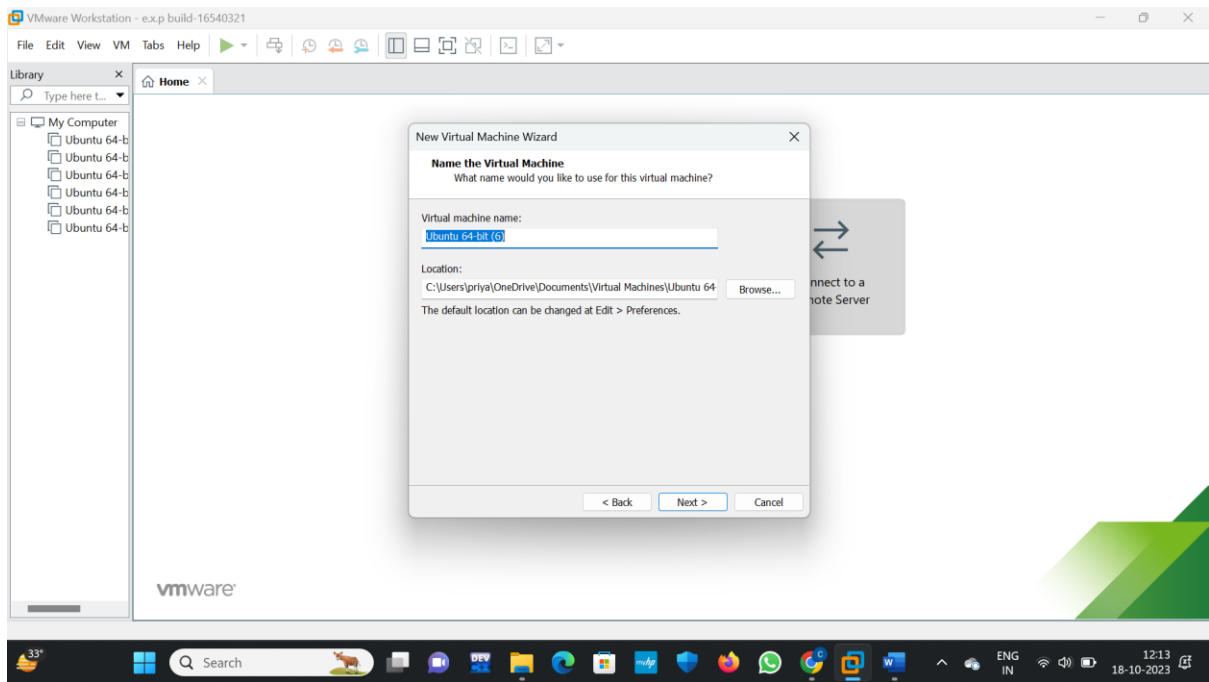 VMware Workstation - e.x.p build-16540321
File Edit View VM Tabs Help
Library
Home
Type here t...
My Computer
Ubuntu 64-b
Ubuntu 64-b
Ubuntu 64-b
Ubuntu 64-b
Ubuntu 64-b
Ubuntu 64-b
New Virtual Machine Wizard
Name the Virtual Machine
What name would you like to use for this virtual machine?
Virtual machine name:
Ubuntu 64-bit (6)
Location:
C:\Users\priya\OneDrive\Documents\Virtual Machines\Ubuntu 64-
Browse...
The default location can be changed at Edit > Preferences.
< Back Next > Cancel
nnect to a
note Server
vmware
33°
Search
DEV
myhp
C
W
ENG
IN
12:13
18-10-2023